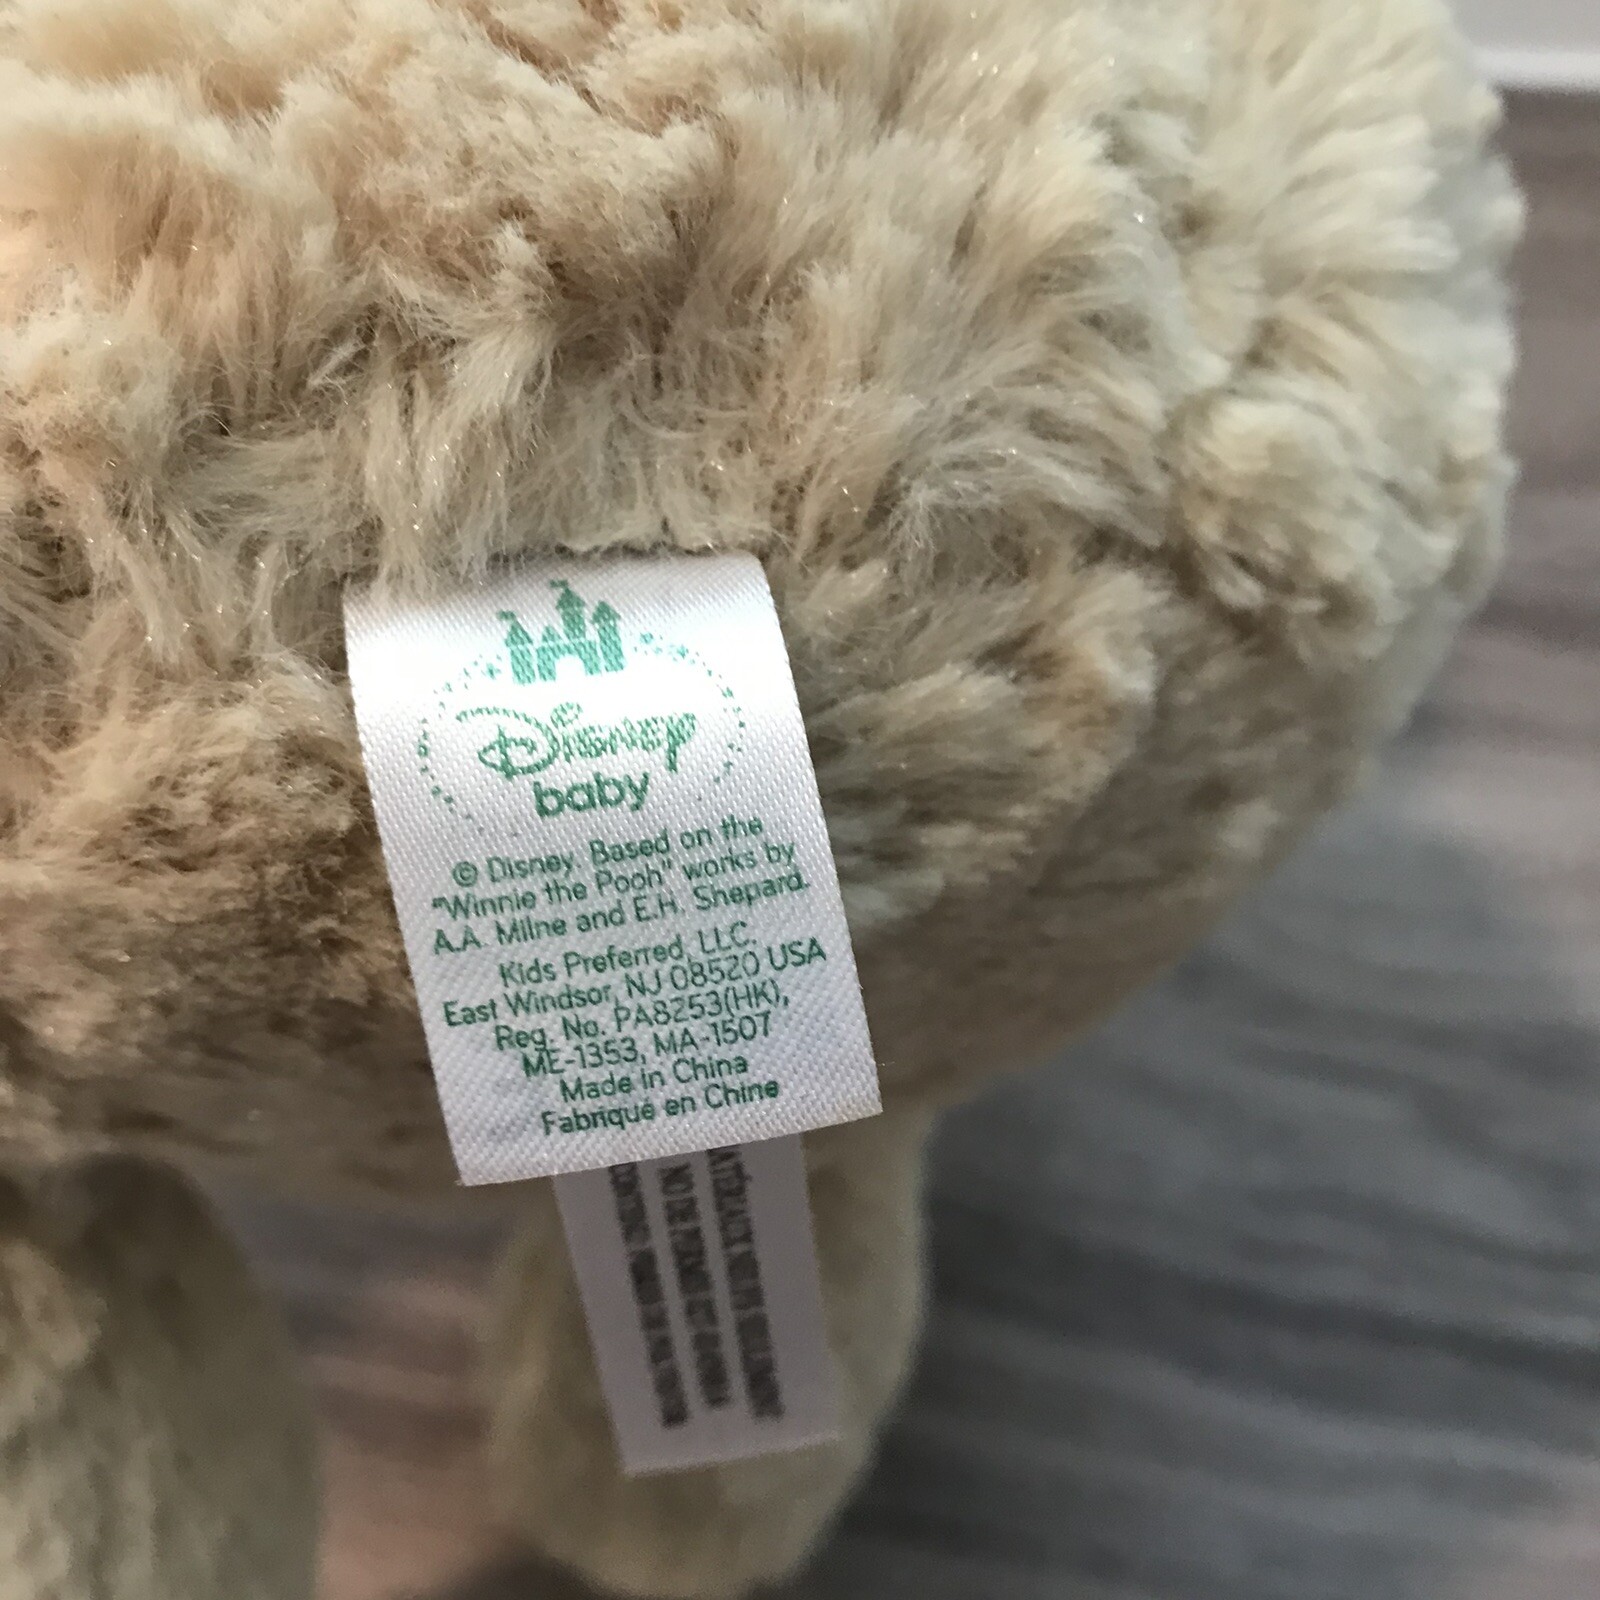 Disney
baby
© Disney. Based on the
"Winnie the Pooh" works by
A.A. Milne and E.H. Shepard.
Kids Preferred, LLC.
East Windsor, NJ 08520 USA
Reg. No. PA8253(HK),
ME-1353, MA-1507
Made in China
Fabriqué en Chine